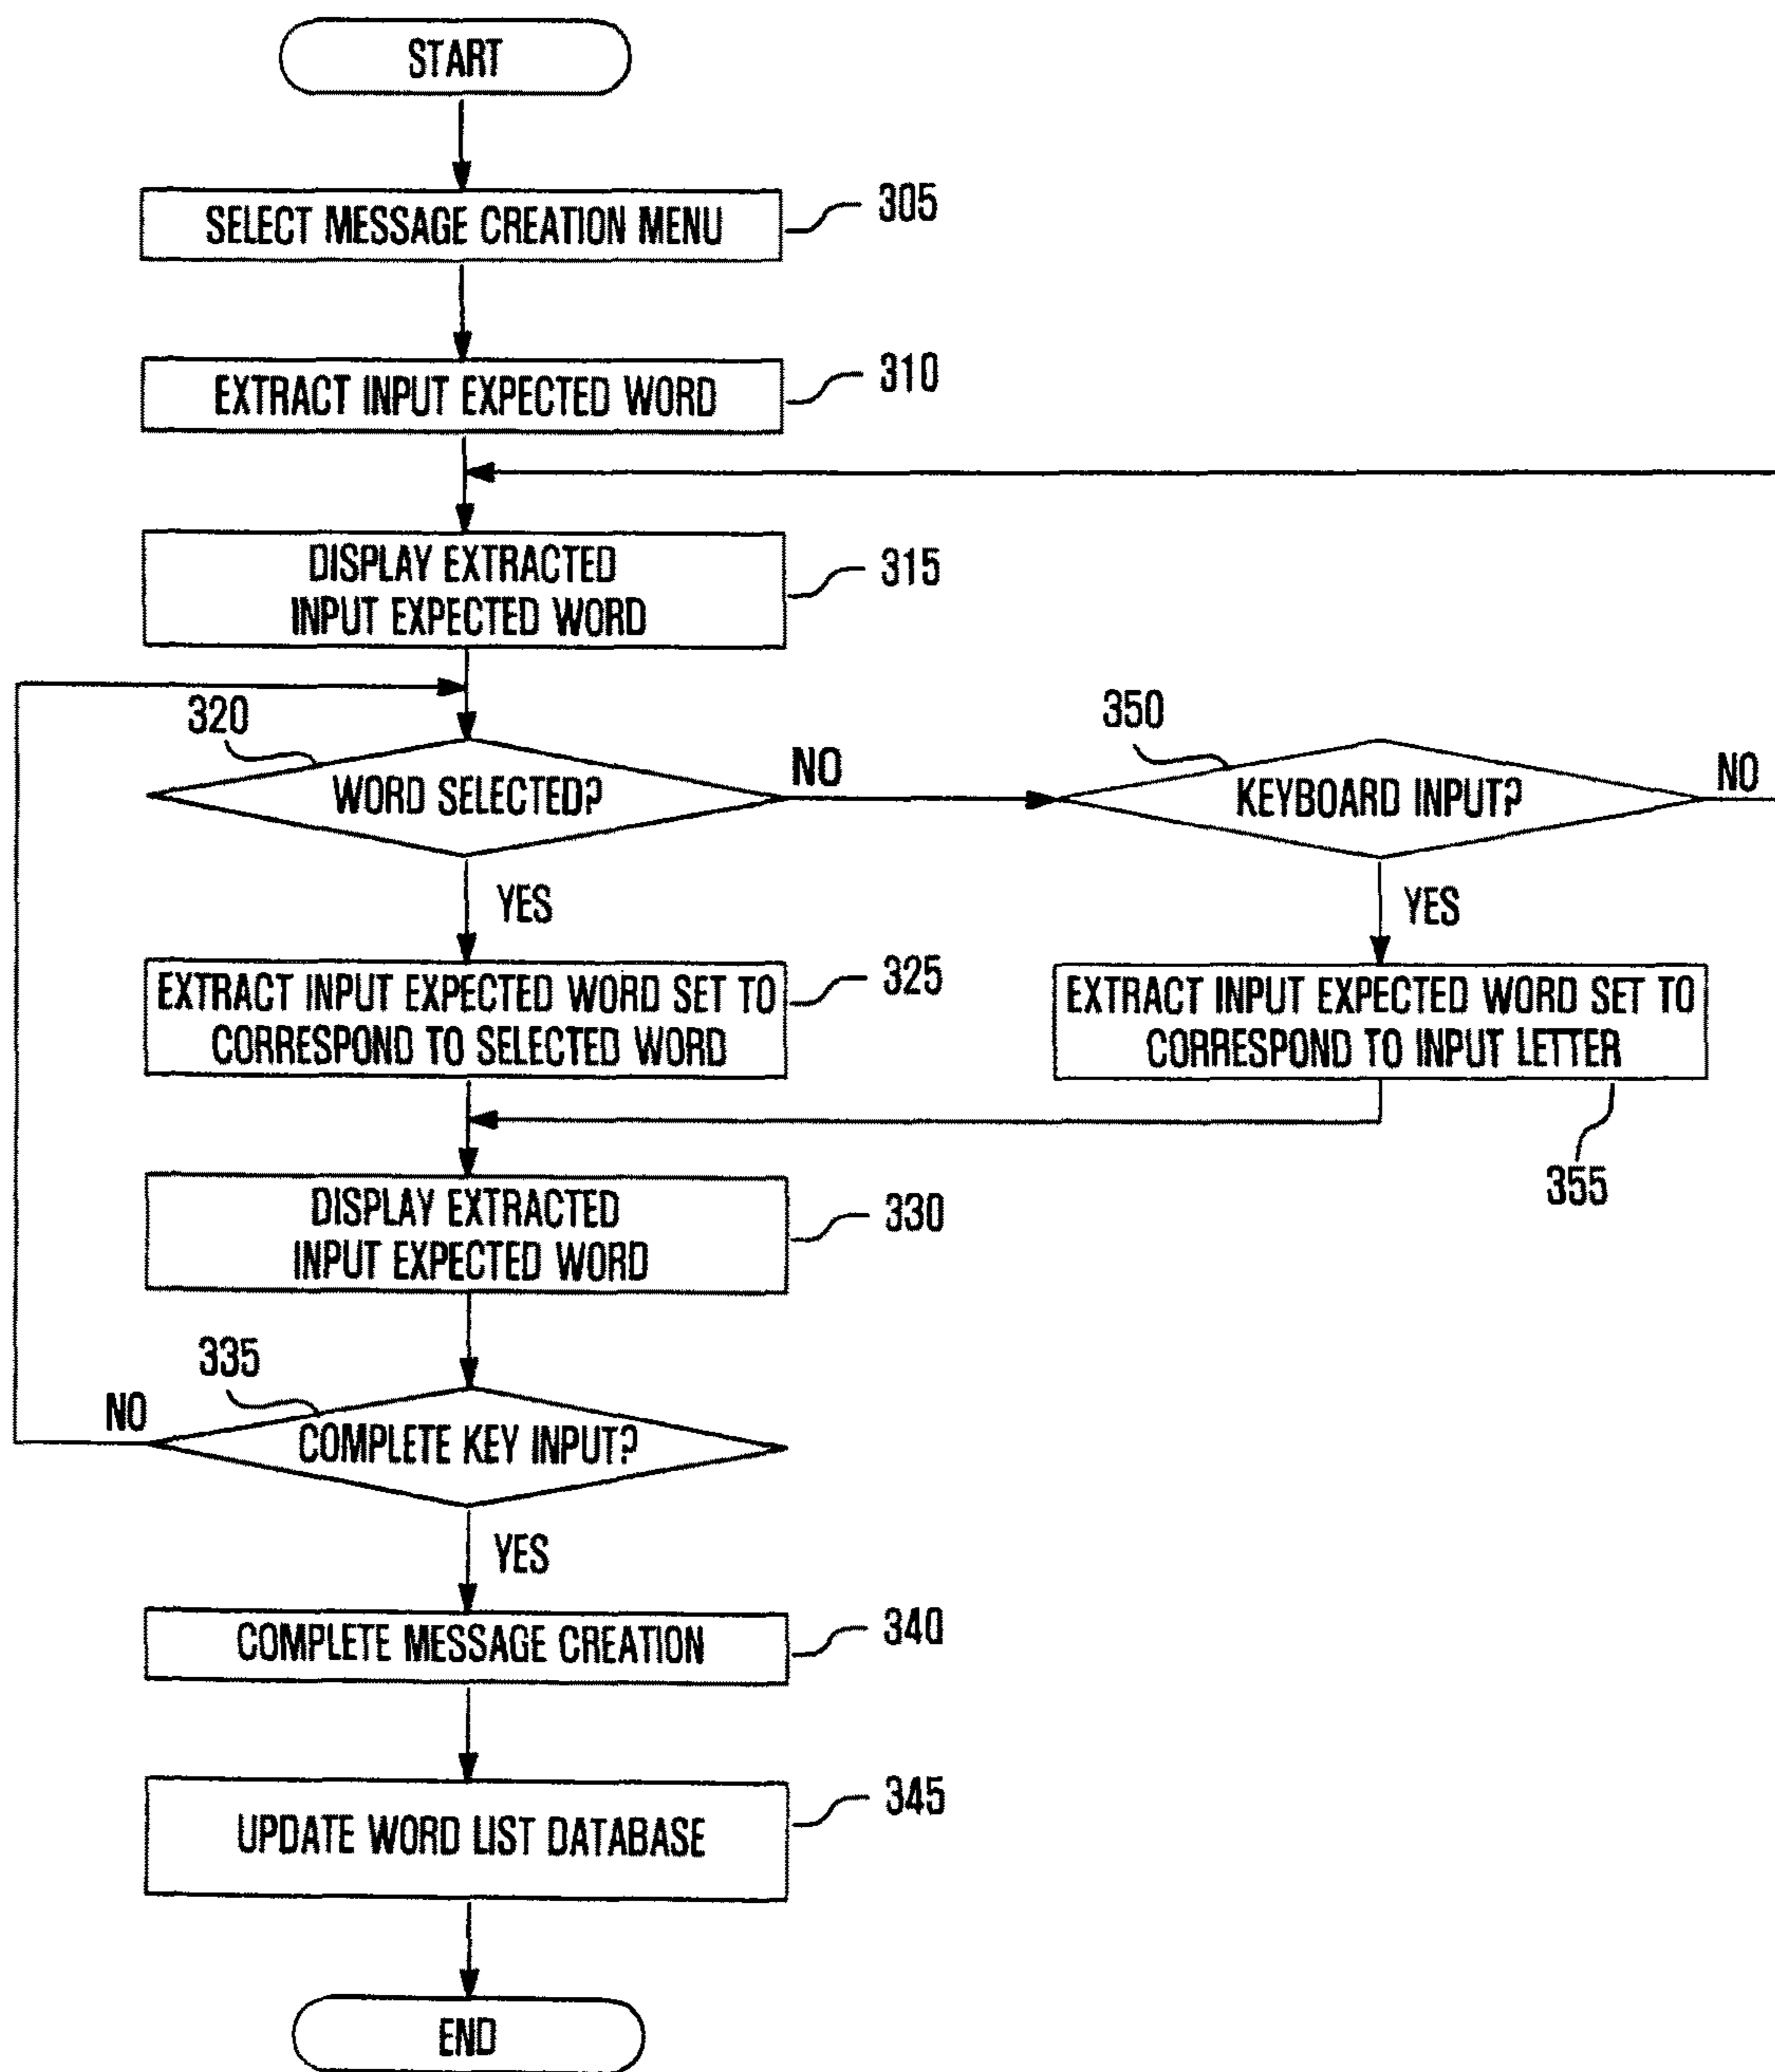 START
SELECT MESSAGE CREATION MENU
305
EXTRACT INPUT EXPECTED WORD
310
DISPLAY EXTRACTED
INPUT EXPECTED WORD
315
320
WORD SELECTED?
NO
350
KEYBOARD INPUT?
NO
YES
YES
EXTRACT INPUT EXPECTED WORD SET TO
CORRESPOND TO SELECTED WORD
325
EXTRACT INPUT EXPECTED WORD SET TO
CORRESPOND TO INPUT LETTER
355
DISPLAY EXTRACTED
INPUT EXPECTED WORD
330
335
NO
COMPLETE KEY INPUT?
YES
COMPLETE MESSAGE CREATION
340
UPDATE WORD LIST DATABASE
345
END